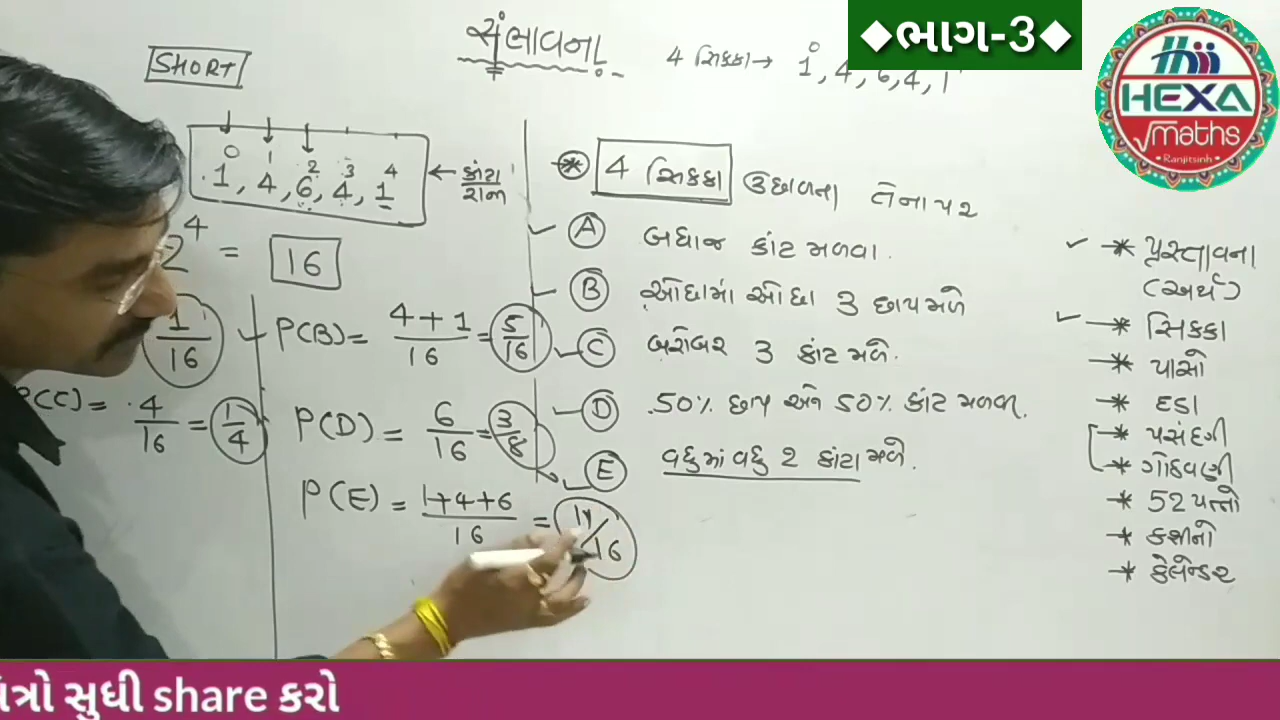 ◆ભાગ-3◆
HEXA
maths
Ranjitsinh
SHORT
સંભાવના
4 સિક્કા → 1, 4, 6, 4, 1
0 1 2 3 4
1, 4, 6, 4, 1
← કાંટા
2⁴ = 16
1/16
P(B) = 4+1/16 = 5/16
P(C) = 4/16 = 1/4
P(D) = 6/16 = 3/8
P(E) = 1+4+6/16 = 11/16
* 4 સિક્કા ઉછાળતા તેના પર
A બધાજ કાંટ મળવા.
B ઓછામાં ઓછા 3 છાપ મળે
C બરોબર 3 કાંટ મળે.
D 50% છાપ અને 50% કાંટ મળવા.
E વધુમાં વધુ 2 કાંટા મળે.
* પ્રસ્તાવના
(અર્થ)
* સિક્કા
* પાસો
* દડા
* પસંદગી
* ગોઠવણી
* 52 પત્તો
* કશીનો
* કેલેન્ડર
મિત્રો સુધી share કરો